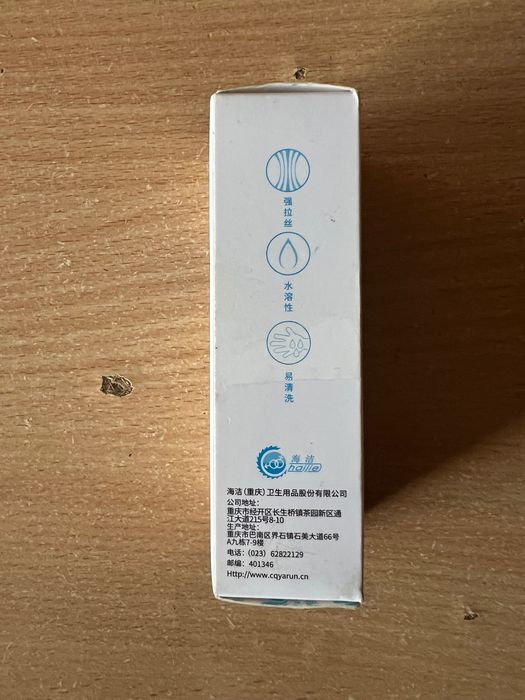 强拉丝
水溶性
易清洗
海洁
hailie
海洁(重庆)卫生用品股份有限公司
公司地址:
重庆市经开区长生桥镇茶园新区通
江大道215号8-10
生产地址:
重庆市巴南区界石镇石美大道66号
A九栋7-9楼
电话:(023) 62822129
邮编: 401346
Http://www.cqyarun.cn